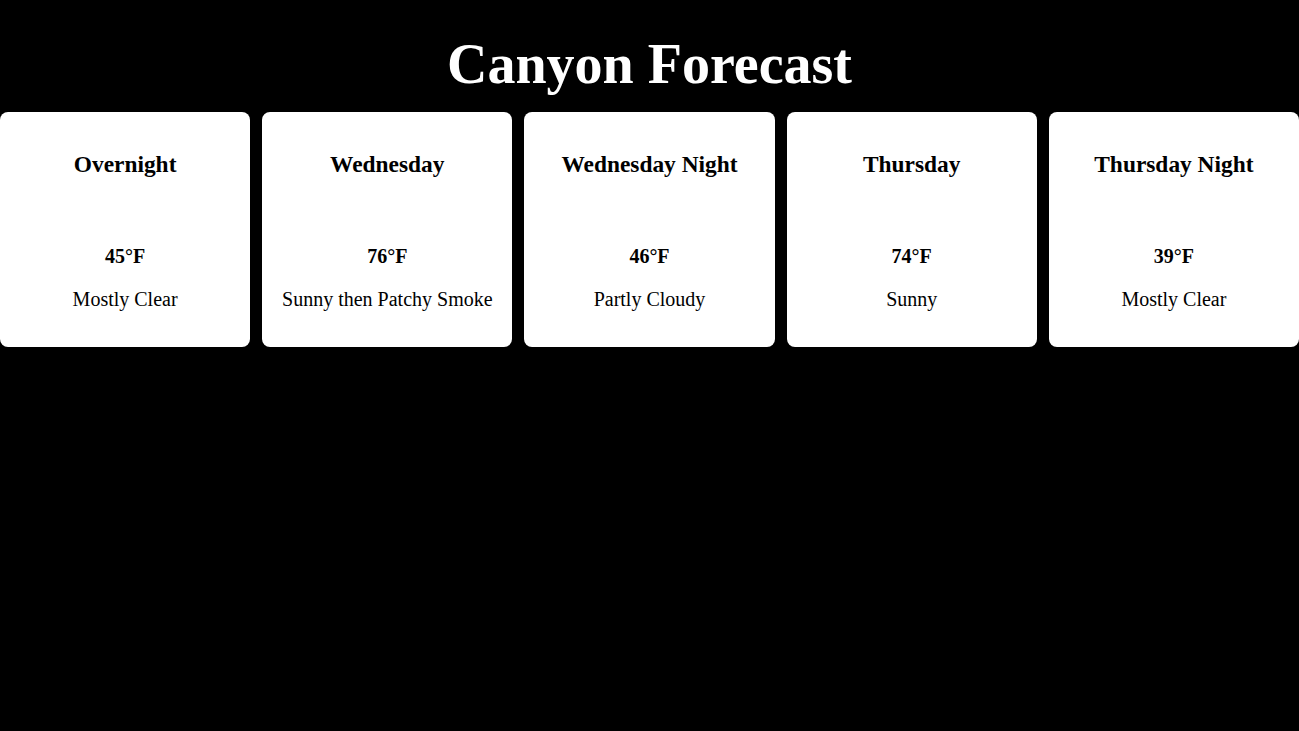 Canyon Forecast
Overnight
45°F
Mostly Clear
Wednesday
76°F
Sunny then Patchy Smoke
Wednesday Night
46°F
Partly Cloudy
Thursday
74°F
Sunny
Thursday Night
39°F
Mostly Clear